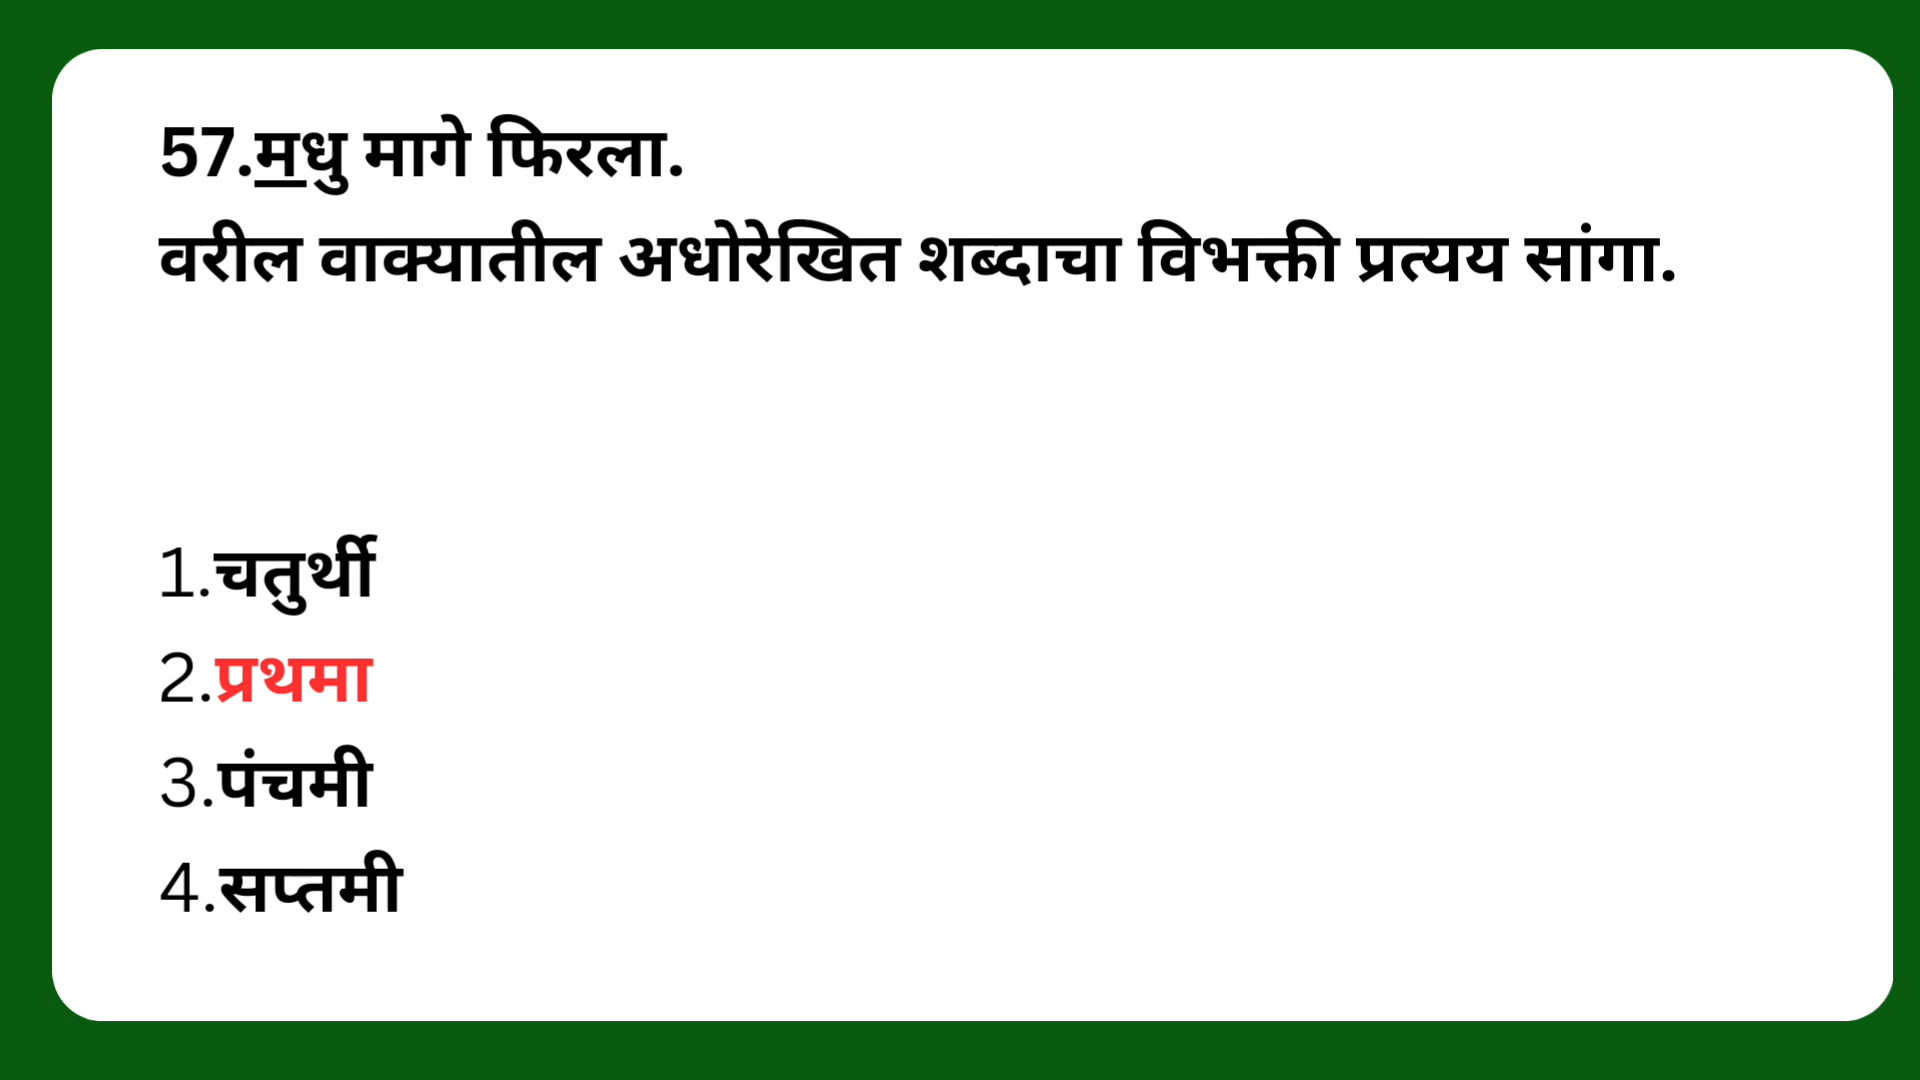 57.मधु मागे फिरला.
वरील वाक्यातील अधोरेखित शब्दाचा विभक्ती प्रत्यय सांगा.
1.चतुर्थी
2.प्रथमा
3.पंचमी
4.सप्तमी